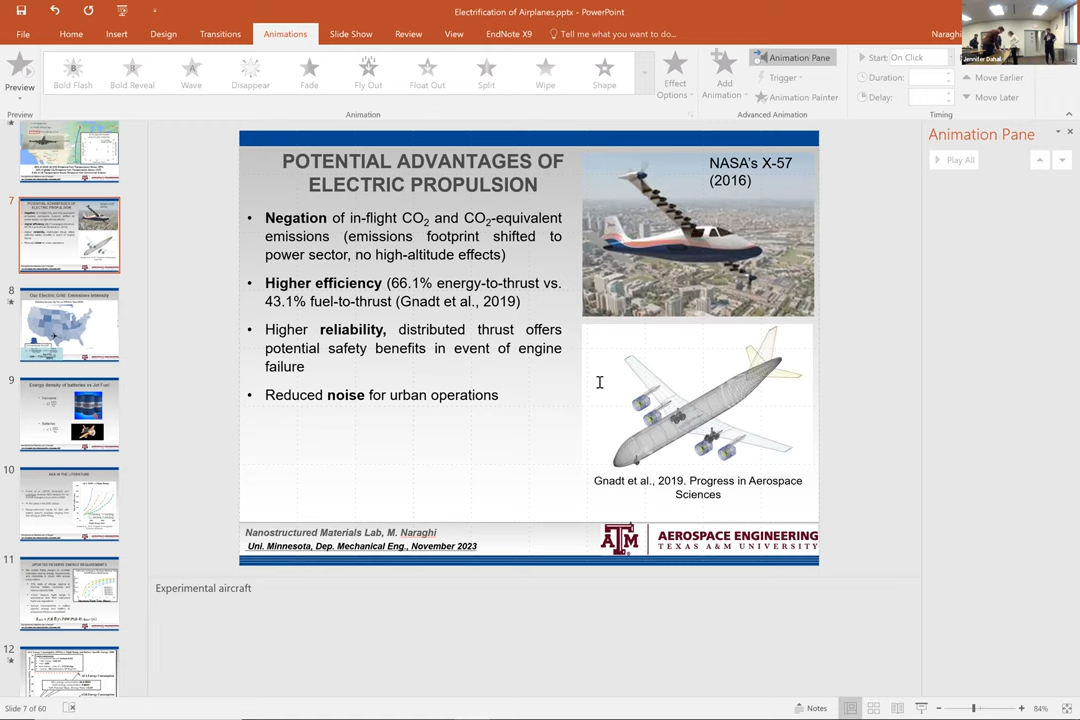 Electrification of Airplanes.pptx - PowerPoint
File Home Insert Design Transitions Animations Slide Show Review View EndNote X9 Tell me what you want to do... Naraghi
Jennifer Dahal
Preview
Bold Flash Bold Reveal Wave Disappear Fade Fly Out Float Out Split Wipe Shape
Effect Options
Add Animation
Animation Pane
Trigger
Animation Painter
Start: On Click
Duration:
Delay:
Move Earlier
Move Later
Preview Animation Advanced Animation Timing
7
8
9
10
11
12
POTENTIAL ADVANTAGES OF
ELECTRIC PROPULSION
NASA's X-57
(2016)
• Negation of in-flight CO2 and CO2-equivalent
emissions (emissions footprint shifted to
power sector, no high-altitude effects)
• Higher efficiency (66.1% energy-to-thrust vs.
43.1% fuel-to-thrust (Gnadt et al., 2019)
• Higher reliability, distributed thrust offers
potential safety benefits in event of engine
failure
• Reduced noise for urban operations
Gnadt et al., 2019. Progress in Aerospace
Sciences
Nanostructured Materials Lab, M. Naraghi
Uni. Minnesota, Dep. Mechanical Eng., November 2023
ATM
AEROSPACE ENGINEERING
TEXAS A&M UNIVERSITY
Experimental aircraft
Animation Pane
Play All
Our Electric Grid: Emissions Intensity
Energy density of batteries vs Jet Fuel:
AEA IN THE LITERATURE
UPDATED RESERVE ENERGY REQUIREMENTS
Slide 7 of 60
Notes
84%